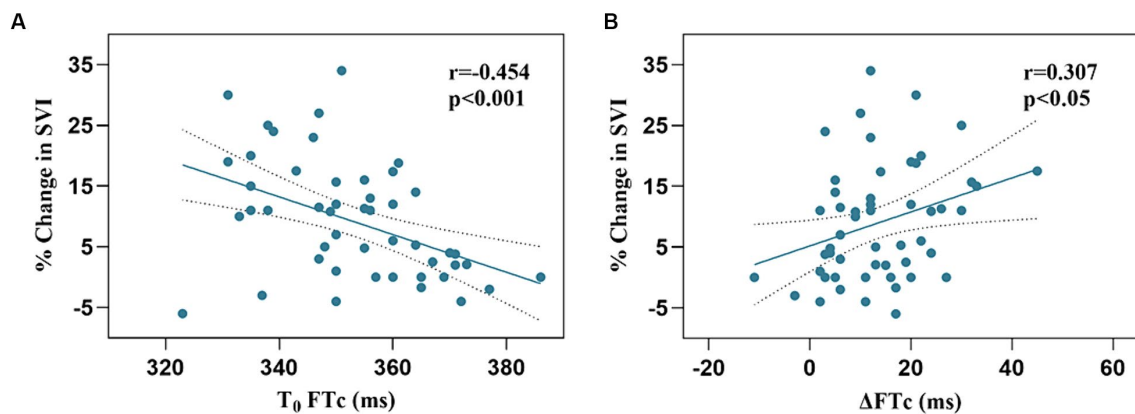 A
% Change in SVI
35
25
15
5
-5
r=-0.454
p<0.001
320 340 360 380
T₀ FTc (ms)
B
% Change in SVI
35
25
15
5
-5
r=0.307
p<0.05
-20 0 20 40 60
ΔFTc (ms)